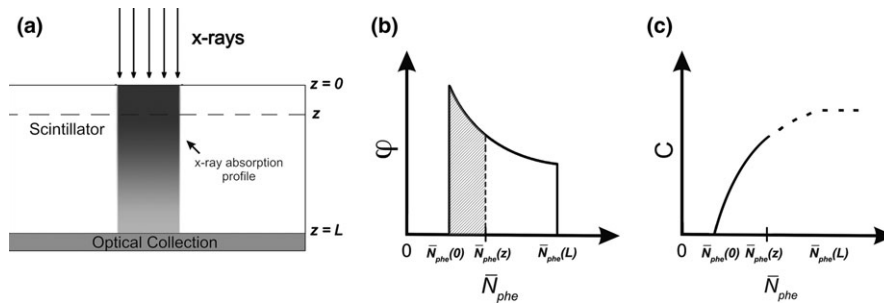 (a)
x-rays
z = 0
z
Scintillator
x-ray absorption
profile
z = L
Optical Collection
(b)
φ
0
N̄phe(0)
N̄phe(z)
N̄phe(L)
N̄phe
(c)
C
0
N̄phe(0)
N̄phe(z)
N̄phe(L)
N̄phe